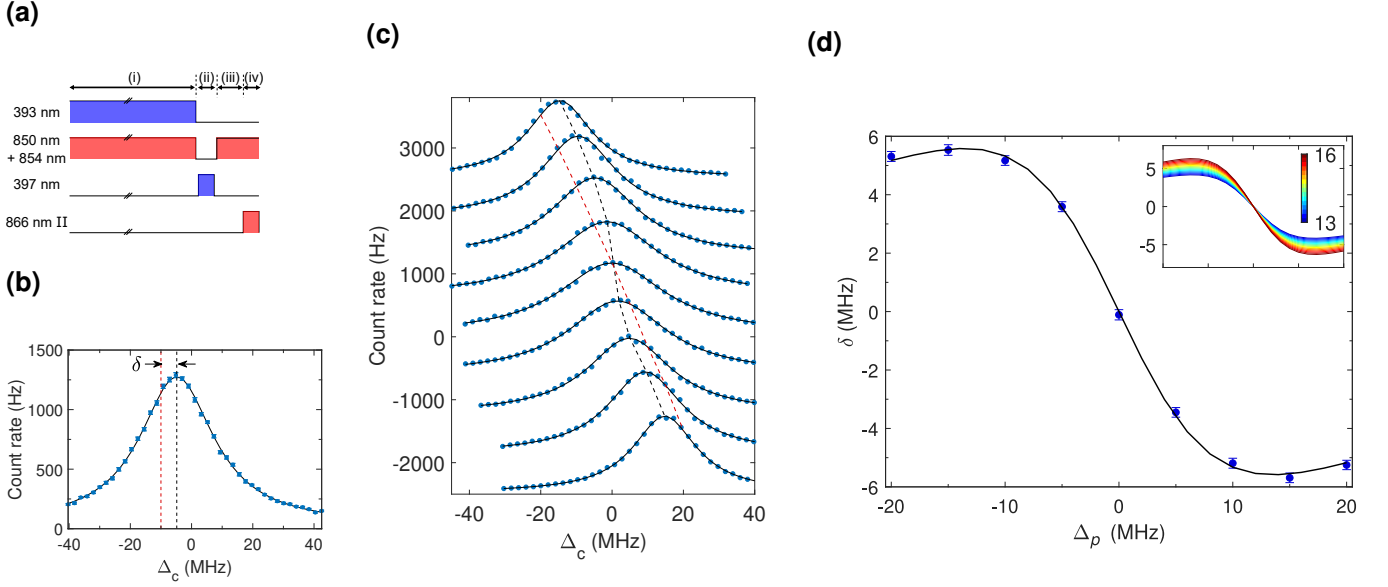 (a)
(i) (ii) (iii) (iv)
393 nm
850 nm
+ 854 nm
397 nm
866 nm II
(b)
1500
1250
1000
750
500
250
0
δ
-40 -20 0 20 40
Count rate (Hz)
Δc (MHz)
(c)
3000
2000
1000
0
-1000
-2000
-40 -20 0 20 40
Count rate (Hz)
Δc (MHz)
(d)
6
4
2
0
-2
-4
-6
-20 -10 0 10 20
δ (MHz)
Δp (MHz)
5
0
-5
16
13